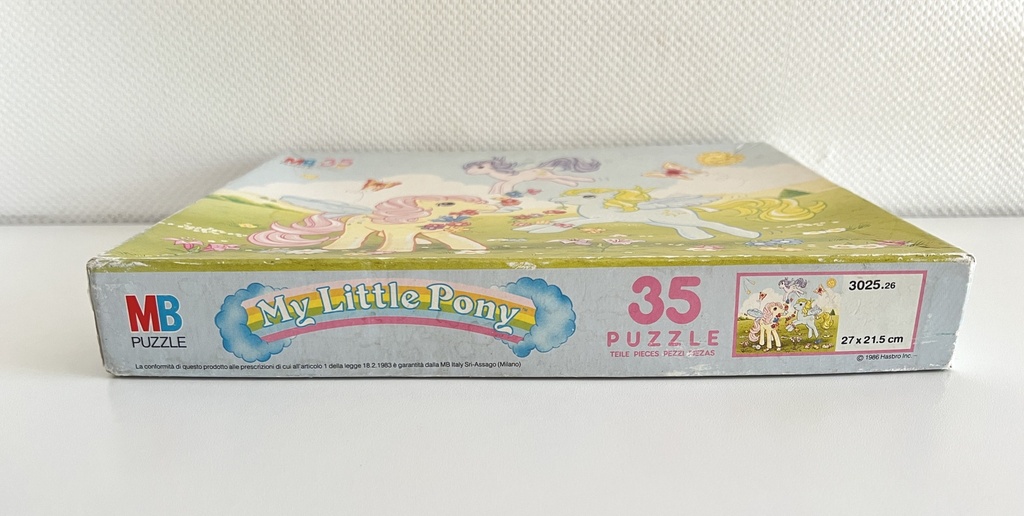 MB 35
MB
PUZZLE
My Little Pony
35
PUZZLE
TEILE PIECES PEZZI PIEZAS
3025.26
27 x 21.5 cm
© 1986 Hasbro Inc.
La conformità di questo prodotto alle prescrizioni di cui all'articolo 1 della legge 18.2.1983 è garantita dalla MB Italy Srl-Assago (Milano)